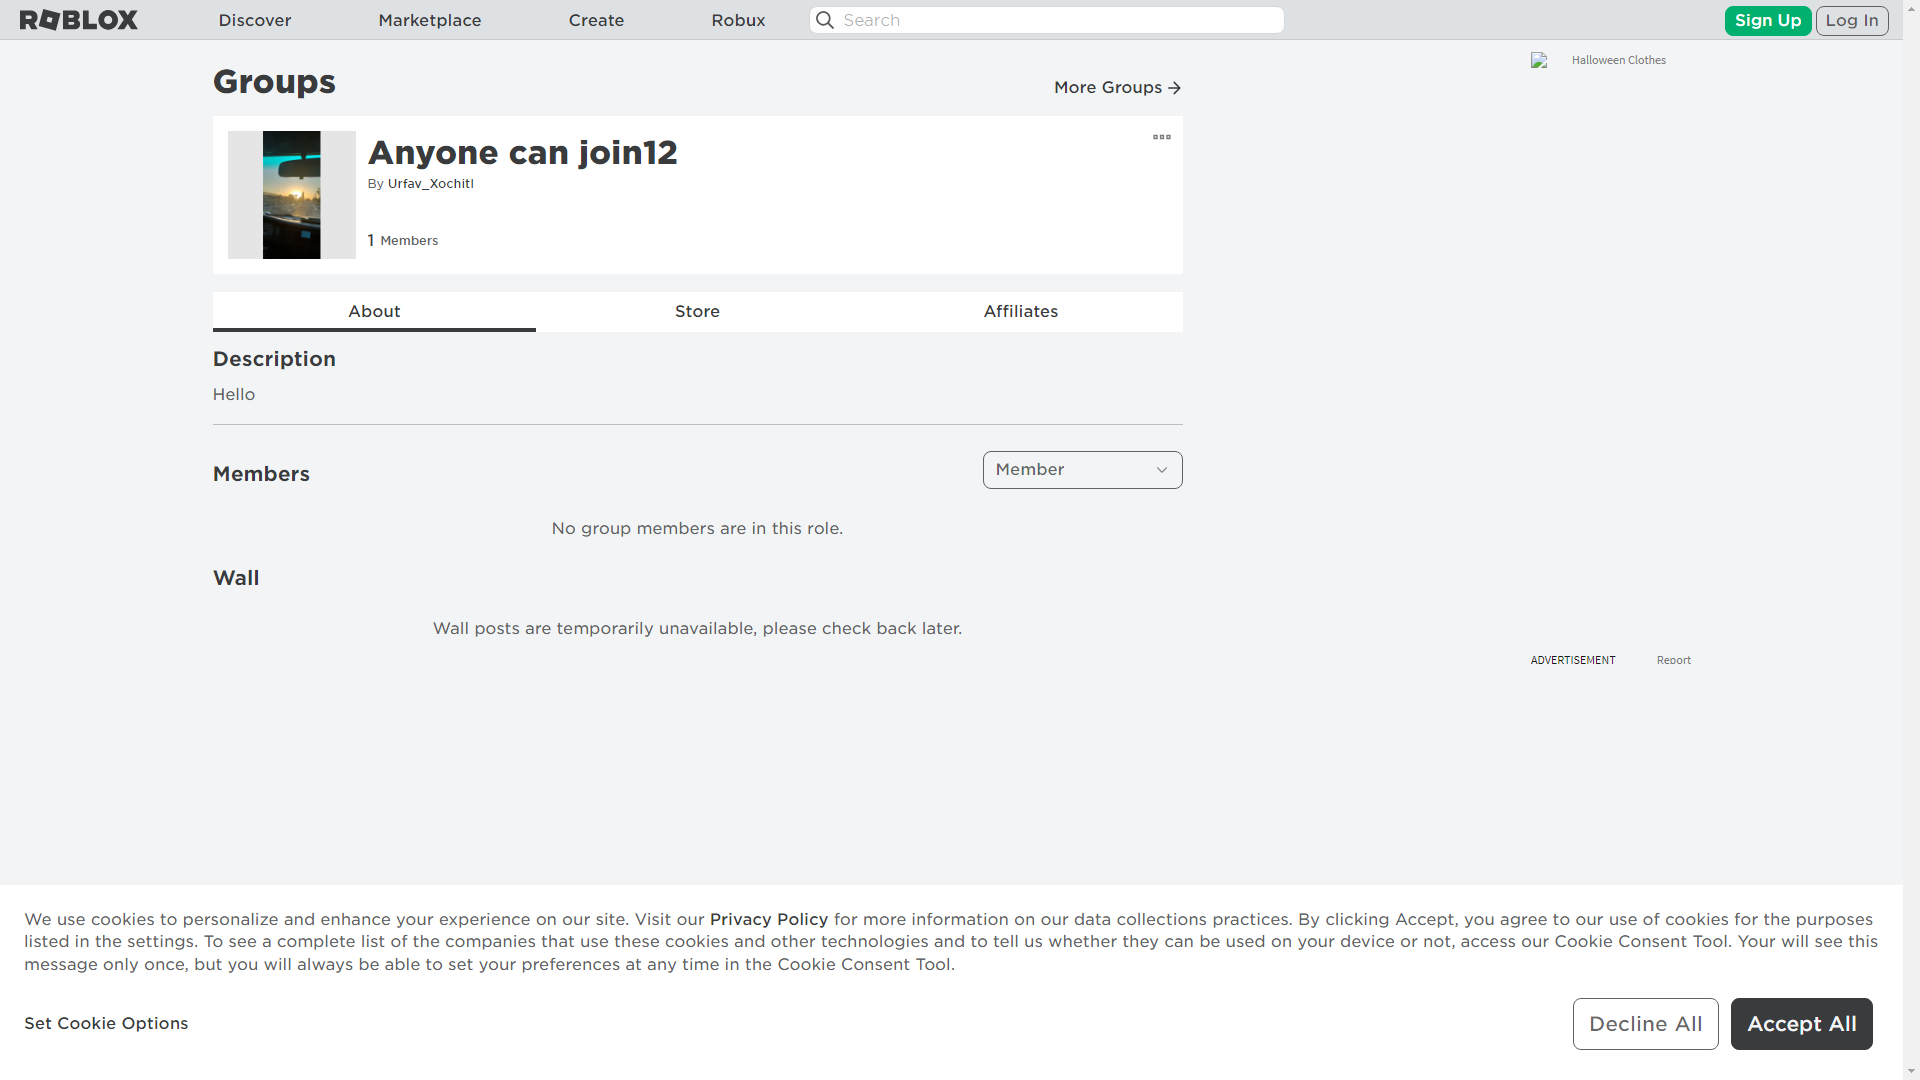 ROBLOX
Discover
Marketplace
Create
Robux
Search
Sign Up
Log In
Groups
More Groups
Halloween Clothes
Anyone can join12
By Urfav_Xochitl
1 Members
About
Store
Affiliates
Description
Hello
Members
Member
No group members are in this role.
Wall
Wall posts are temporarily unavailable, please check back later.
ADVERTISEMENT
Report
We use cookies to personalize and enhance your experience on our site. Visit our Privacy Policy for more information on our data collections practices. By clicking Accept, you agree to our use of cookies for the purposes
listed in the settings. To see a complete list of the companies that use these cookies and other technologies and to tell us whether they can be used on your device or not, access our Cookie Consent Tool. Your will see this
message only once, but you will always be able to set your preferences at any time in the Cookie Consent Tool.
Set Cookie Options
Decline All
Accept All